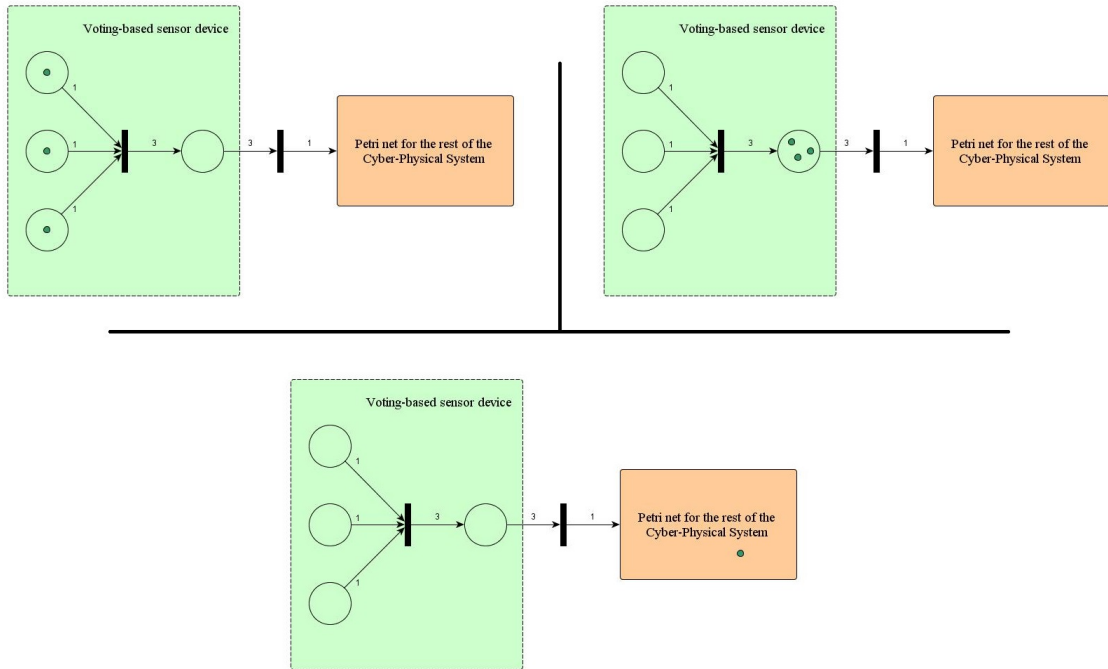 Voting-based sensor device
1
1
3
3
1
1
Petri net for the rest of the
Cyber-Physical System
Voting-based sensor device
1
1
3
3
1
1
Petri net for the rest of the
Cyber-Physical System
Voting-based sensor device
1
1
3
3
1
1
Petri net for the rest of the
Cyber-Physical System